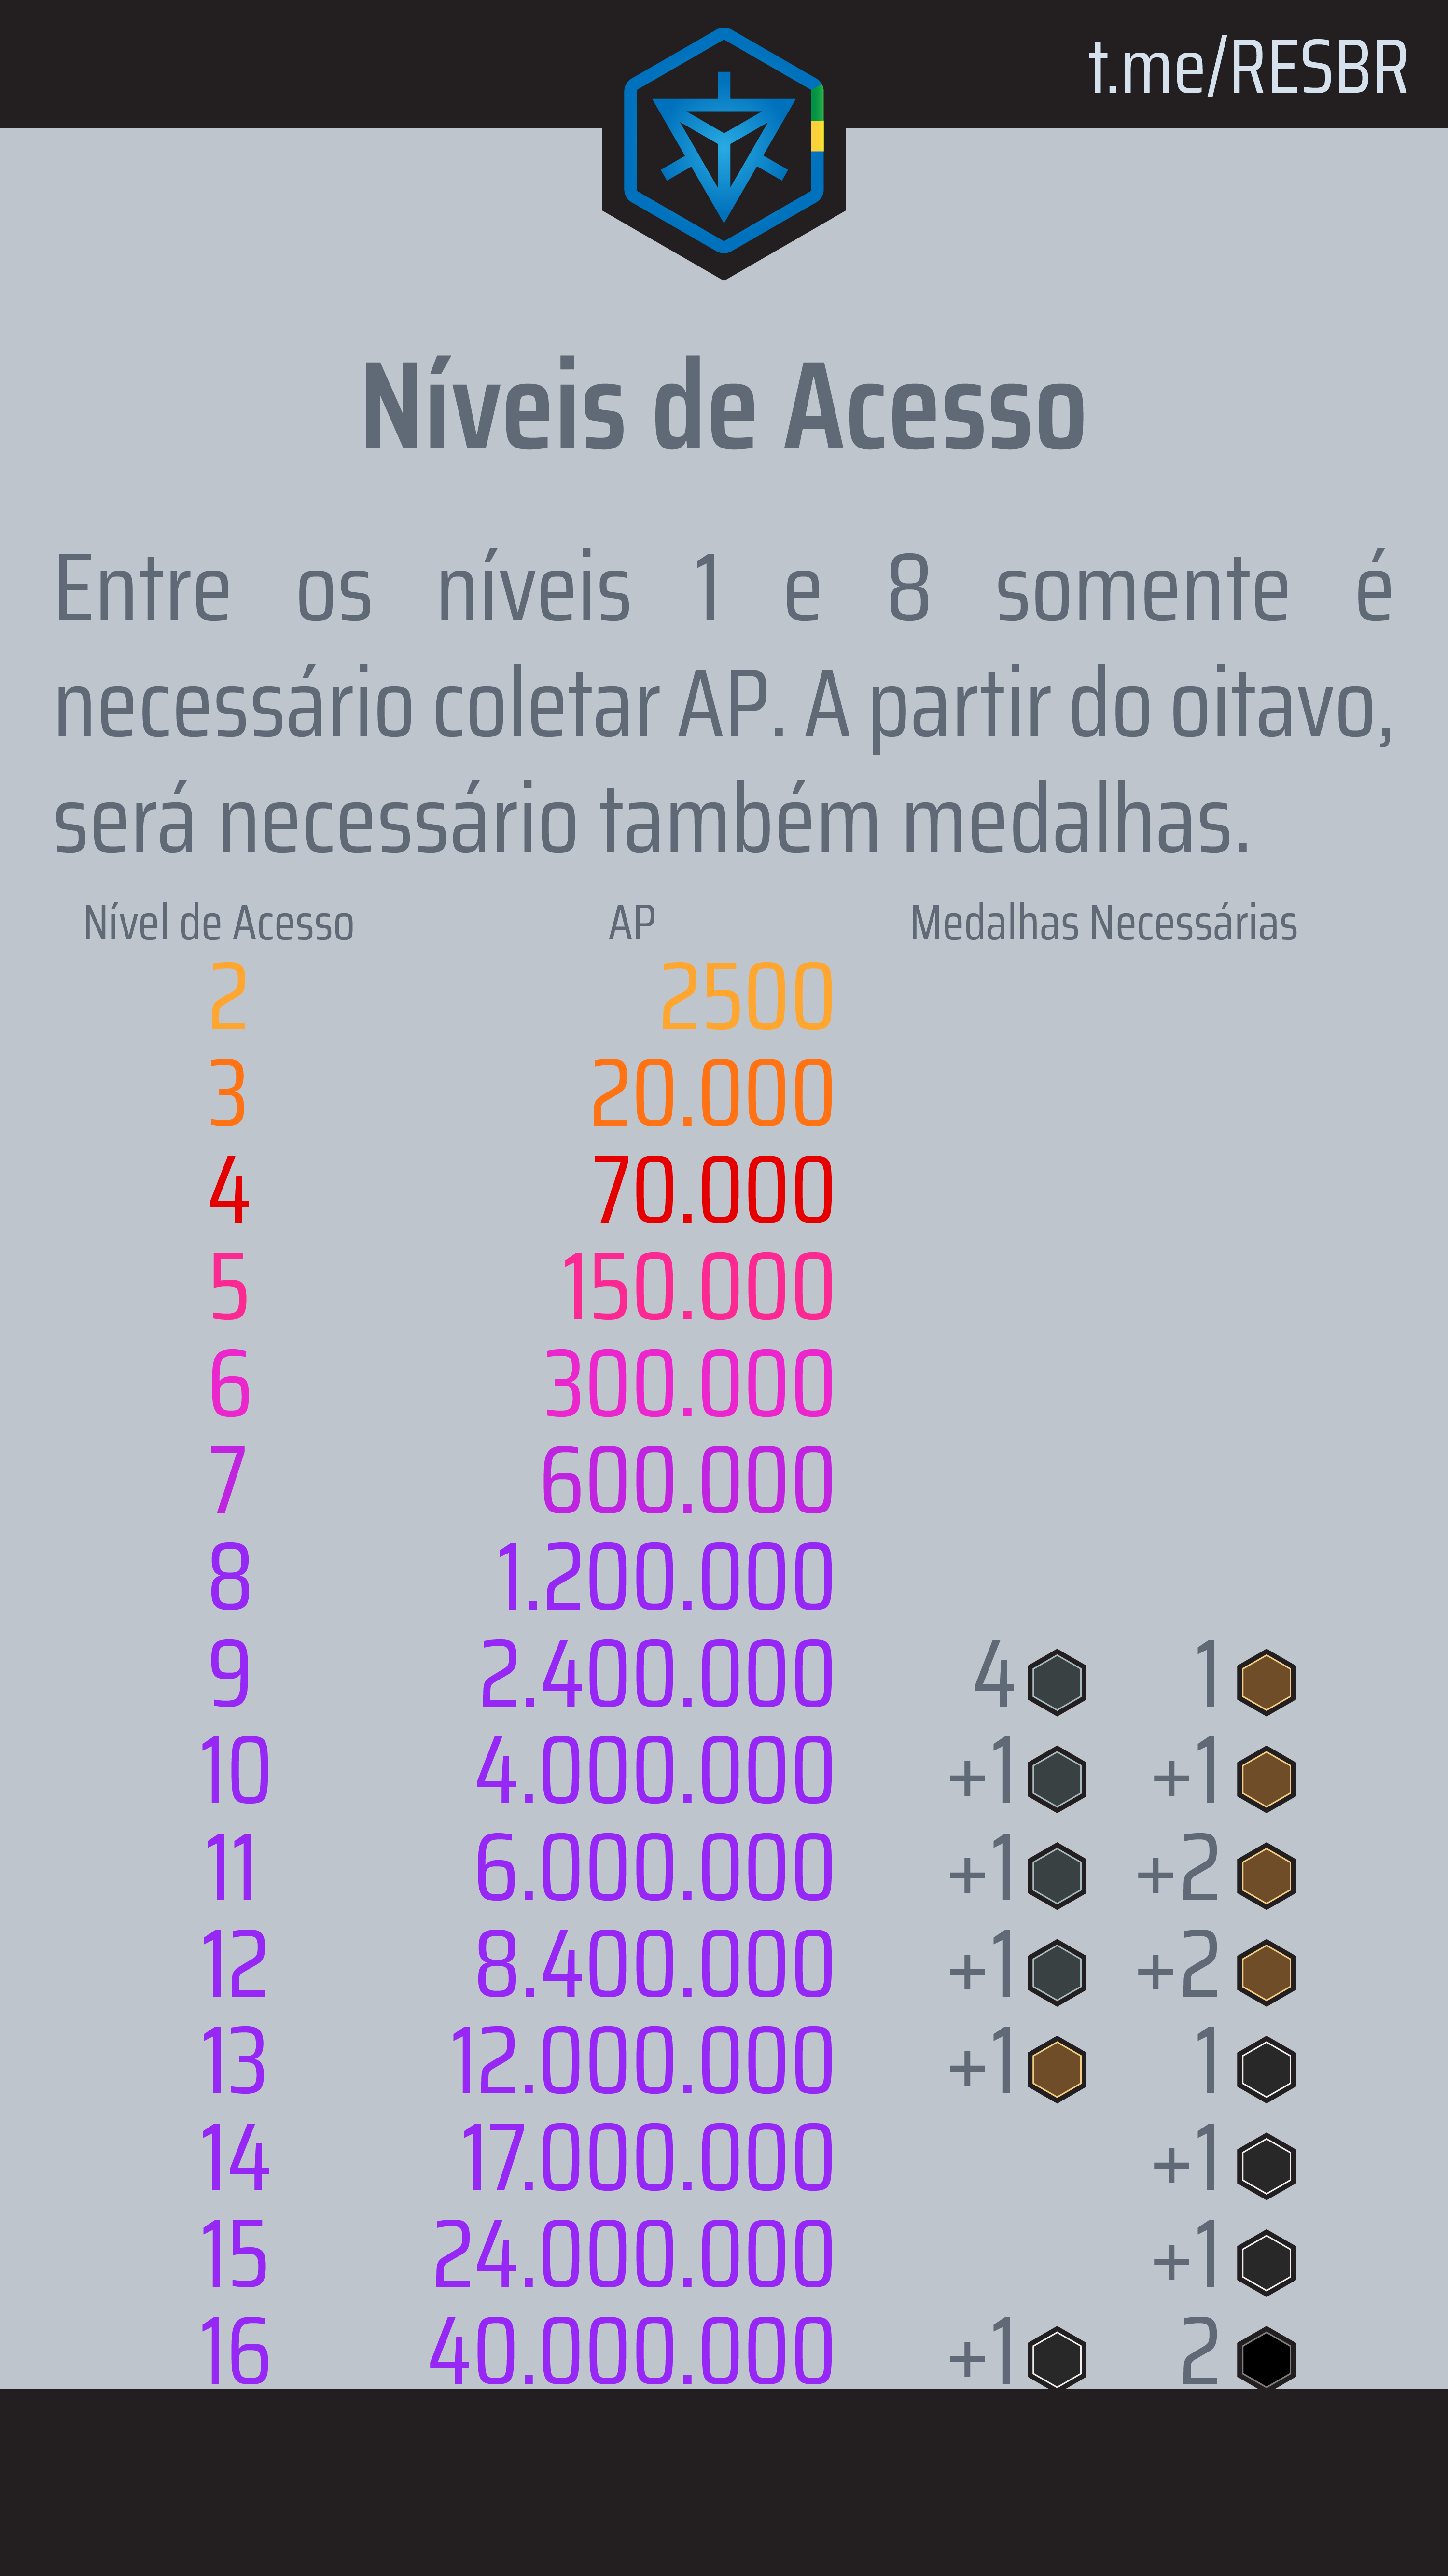 t.me/RESBR
Níveis de Acesso
Entre os níveis 1 e 8 somente é
necessário coletar AP. A partir do oitavo,
será necessário também medalhas.
Nível de Acesso AP Medalhas Necessárias
2 2500
3 20.000
4 70.000
5 150.000
6 300.000
7 600.000
8 1.200.000
9 2.400.000 4 1
10 4.000.000 +1 +1
11 6.000.000 +1 +2
12 8.400.000 +1 +2
13 12.000.000 +1 1
14 17.000.000 +1
15 24.000.000 +1
16 40.000.000 +1 2